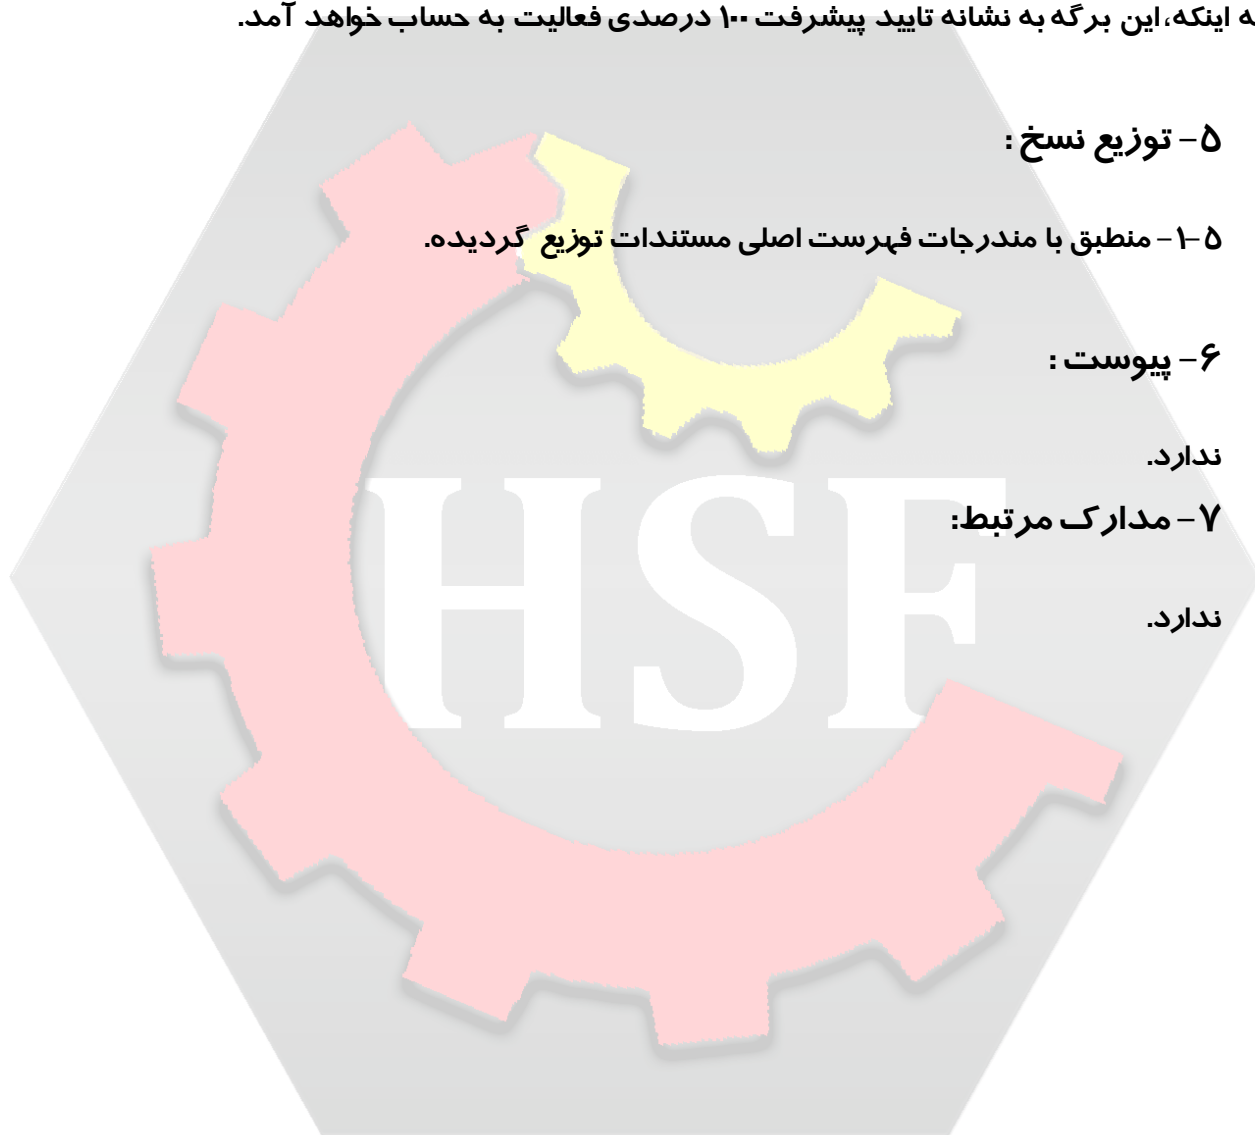 ه اینکه،این برگه به نشانه تایید پیشرفت ۱۰۰ درصدی فعالیت به حساب خواهد آمد.
۵- توزیع نسخ :
۵-۱- منطبق با مندرجات فهرست اصلی مستندات توزیع گردیده.
۶- پیوست :
ندارد.
۷- مدارک مرتبط:
ندارد.
HSF